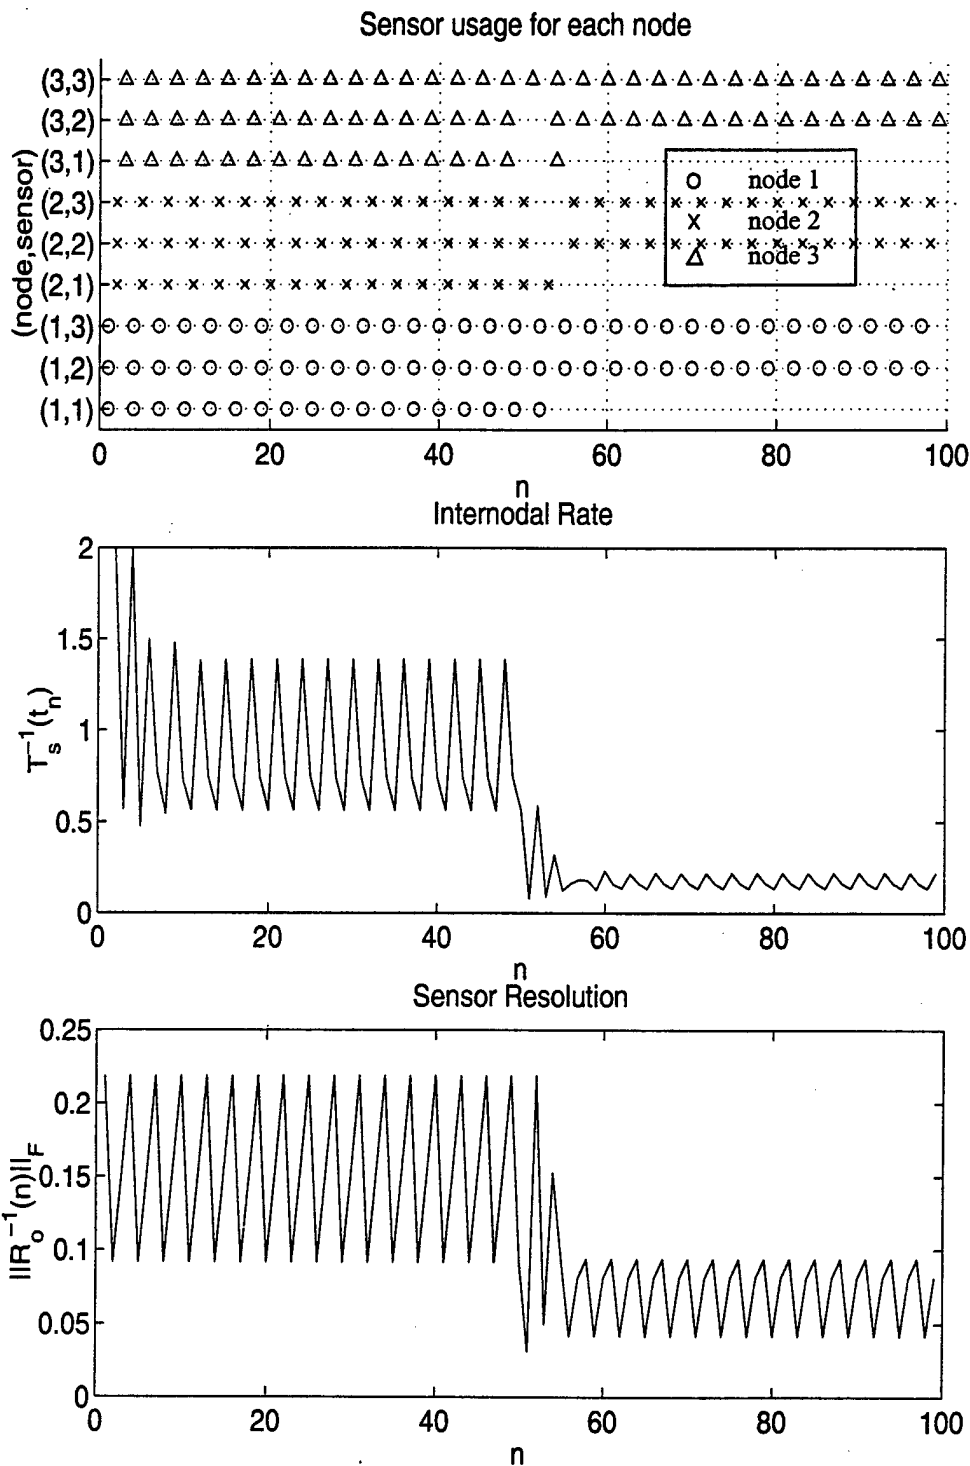 Sensor usage for each node
(node,sensor)
(3,3)
(3,2)
(3,1)
(2,3)
(2,2)
(2,1)
(1,3)
(1,2)
(1,1)
node 1
node 2
node 3
0 20 40 60 80 100
n
Internodal Rate
T_s^{-1}(t_n)
2
1.5
1
0.5
0
0 20 40 60 80 100
n
Sensor Resolution
||R_o^{-1}(n)||_F
0.25
0.2
0.15
0.1
0.05
0
0 20 40 60 80 100
n